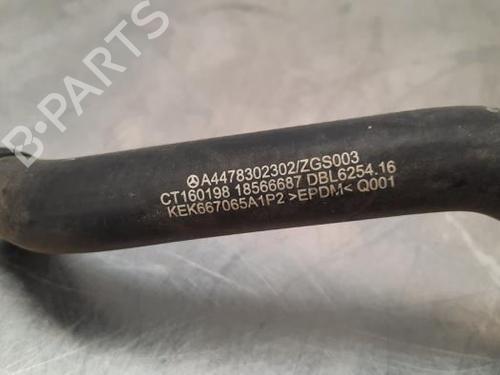 A4478302302/ZGS003
CT160198 18566687 DBL6254.16
KEK667065A1P2 >EPDM< Q001
B-PARTS